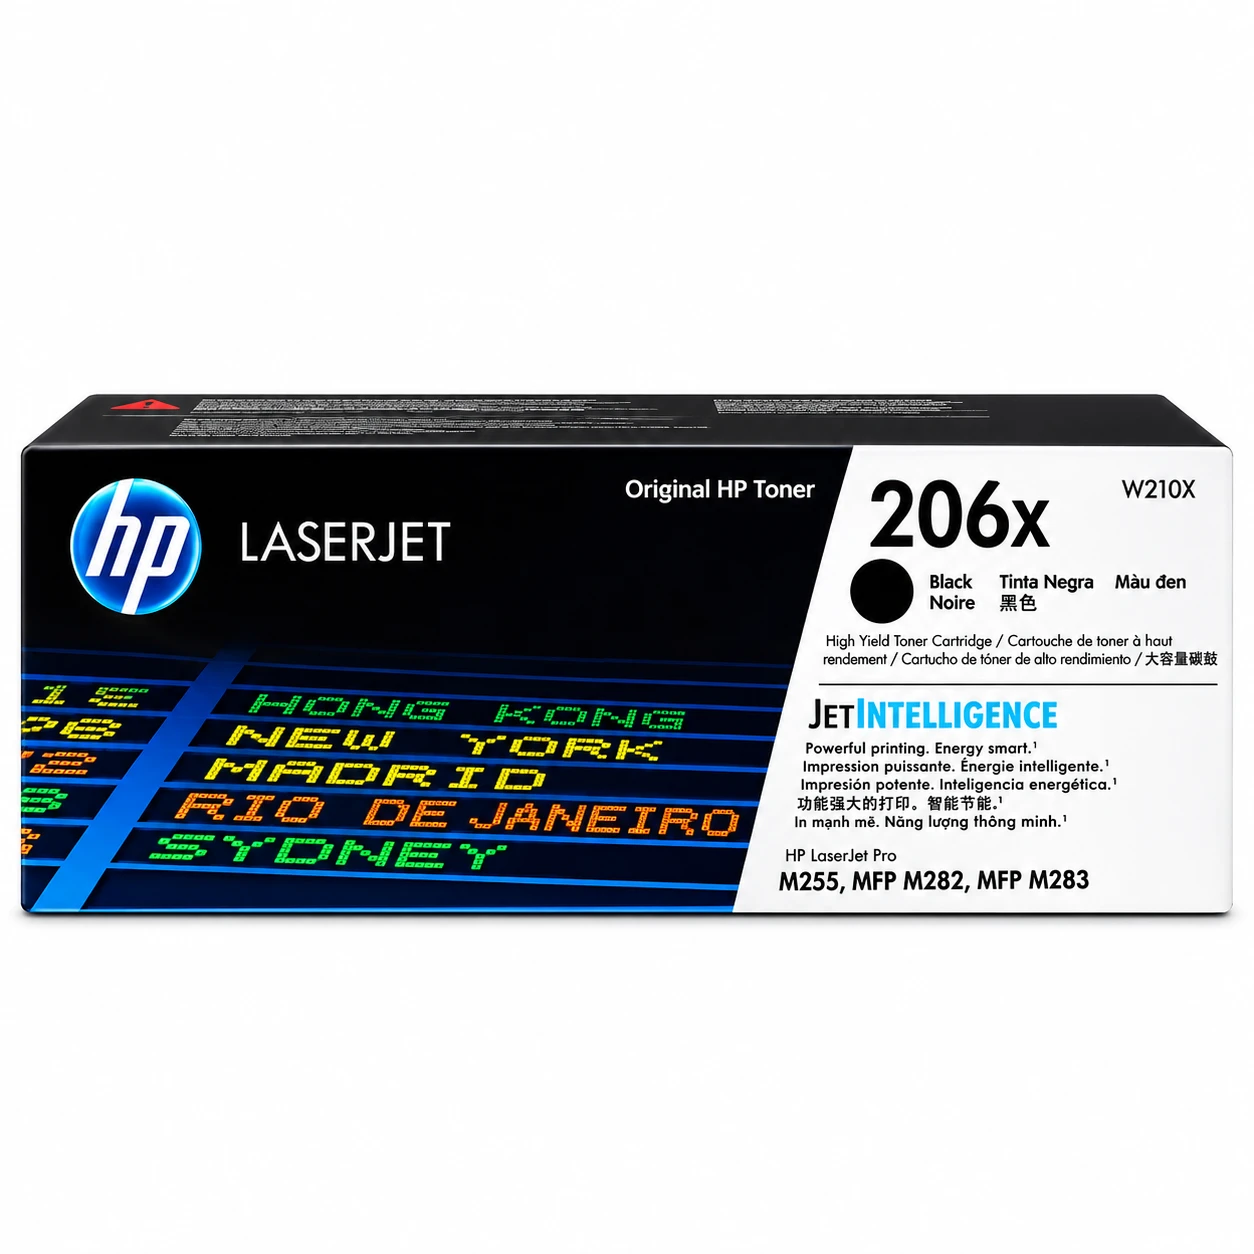 hp
LASERJET
Original HP Toner
HONG KONG
NEW YORK
MADRID
RIO DE JANEIRO
SYDNEY
206x
W210X
Black Tinta Negra Màu đen
Noire 黑色
High Yield Toner Cartridge / Cartouche de toner à haut
rendement / Cartucho de tóner de alto rendimiento / 大容量碳鼓
JETINTELLIGENCE
Powerful printing. Energy smart.¹
Impression puissante. Énergie intelligente.¹
Impresión potente. Inteligencia energética.¹
功能强大的打印。智能节能。¹
In mạnh mẽ. Năng lượng thông minh.¹
HP LaserJet Pro
M255, MFP M282, MFP M283